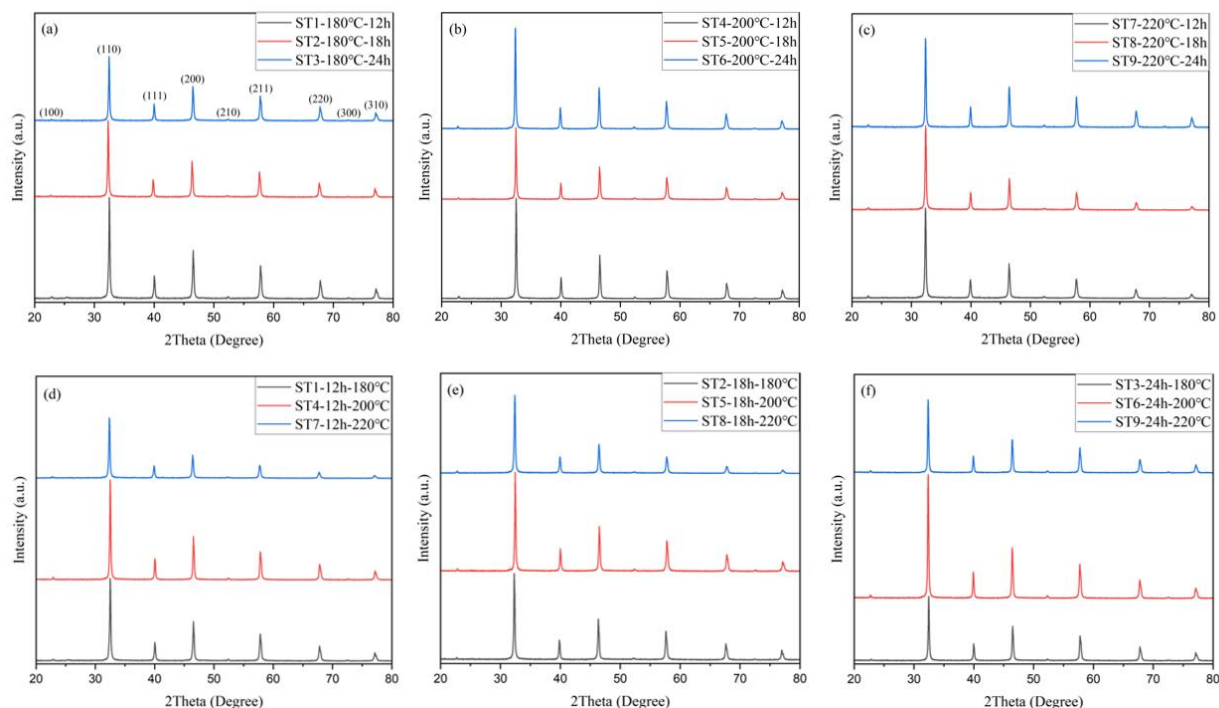 (a)
ST1-180℃-12h
ST2-180℃-18h
ST3-180℃-24h
(100)
(110)
(111)
(200)
(210)
(211)
(220)
(300)
(310)
Intensity (a.u.)
20 30 40 50 60 70 80
2Theta (Degree)
(b)
ST4-200℃-12h
ST5-200℃-18h
ST6-200℃-24h
Intensity (a.u.)
20 30 40 50 60 70 80
2Theta (Degree)
(c)
ST7-220℃-12h
ST8-220℃-18h
ST9-220℃-24h
Intensity (a.u.)
20 30 40 50 60 70 80
2Theta (Degree)
(d)
ST1-12h-180℃
ST4-12h-200℃
ST7-12h-220℃
Intensity (a.u.)
20 30 40 50 60 70 80
2Theta (Degree)
(e)
ST2-18h-180℃
ST5-18h-200℃
ST8-18h-220℃
Intensity (a.u.)
20 30 40 50 60 70 80
2Theta (Degree)
(f)
ST3-24h-180℃
ST6-24h-200℃
ST9-24h-220℃
Intensity (a.u.)
20 30 40 50 60 70 80
2Theta (Degree)